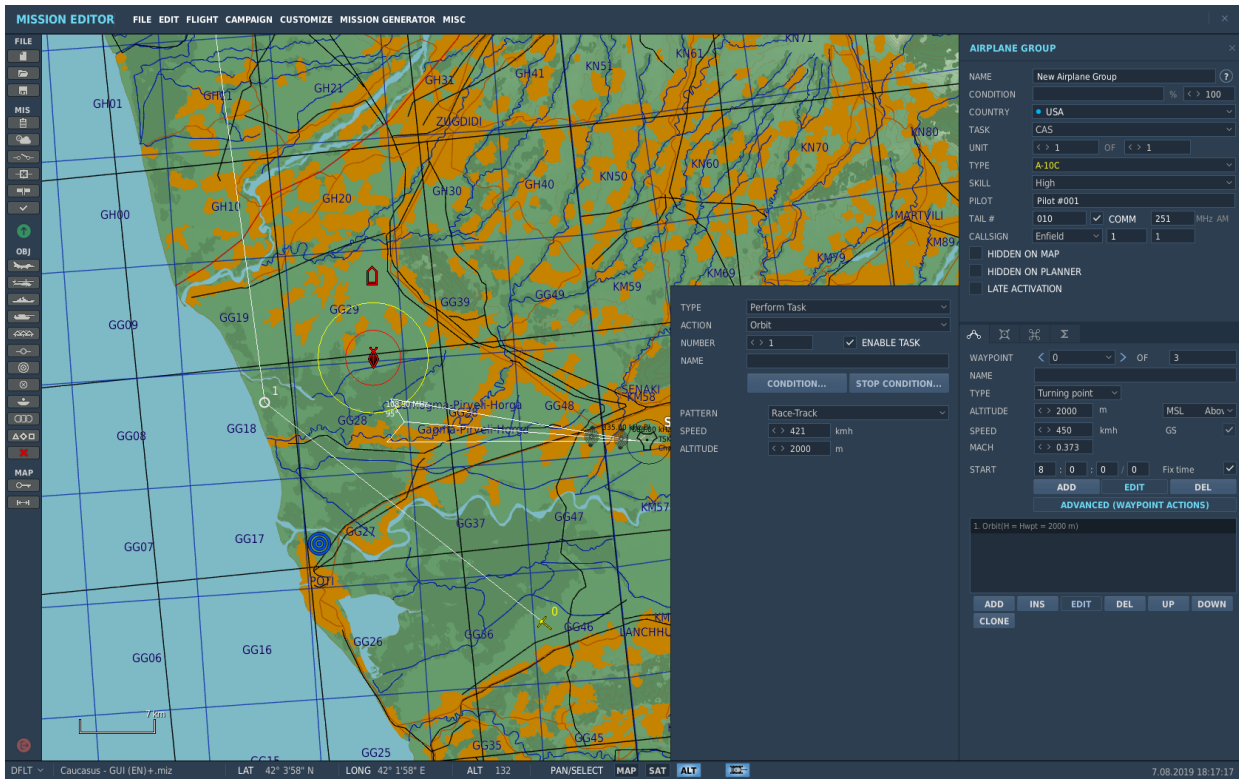 MISSION EDITOR FILE EDIT FLIGHT CAMPAIGN CUSTOMIZE MISSION GENERATOR MISC
FILE
MIS
OBJ
MAP
KN71
KN61
KN51
GH41
GH31
GH21
GH11
GH01
ZUGDIDI
KN80
KN70
KN60
KN50
GH40
GH30
GH20
GH10
GH00
MARTVILI
KM89
KM79
KM69
KM59
GG49
GG39
GG29
GG19
GG09
1
SENAKI
KM58
GG48
GG28
GG18
GG08
Gagma-Pirveli-Horga
KM57
GG47
GG37
GG27
GG17
GG07
POTI
0
GG46
GG36
GG26
GG16
GG06
LANCHHU
7 km
GG45
GG35
GG25
GG15
TYPE Perform Task
ACTION Orbit
NUMBER < > 1 ENABLE TASK
NAME
CONDITION... STOP CONDITION...
PATTERN Race-Track
SPEED < > 421 kmh
ALTITUDE < > 2000 m
AIRPLANE GROUP
NAME New Airplane Group ?
CONDITION % < > 100
COUNTRY USA
TASK CAS
UNIT < > 1 OF < > 1
TYPE A-10C
SKILL High
PILOT Pilot #001
TAIL # 010 COMM 251 MHz AM
CALLSIGN Enfield 1 1
HIDDEN ON MAP
HIDDEN ON PLANNER
LATE ACTIVATION
WAYPOINT < 0 > OF 3
NAME
TYPE Turning point
ALTITUDE < > 2000 m MSL Abov
SPEED < > 450 kmh GS
MACH < > 0.373
START 8 : 0 : 0 / 0 Fix time
ADD EDIT DEL
ADVANCED (WAYPOINT ACTIONS)
1. Orbit(H = Hwpt = 2000 m)
ADD INS EDIT DEL UP DOWN
CLONE
DFLT Caucasus - GUI (EN)+.miz LAT 42° 3'58" N LONG 42° 1'58" E ALT 132 PAN/SELECT MAP SAT ALT 7.08.2019 18:17:17